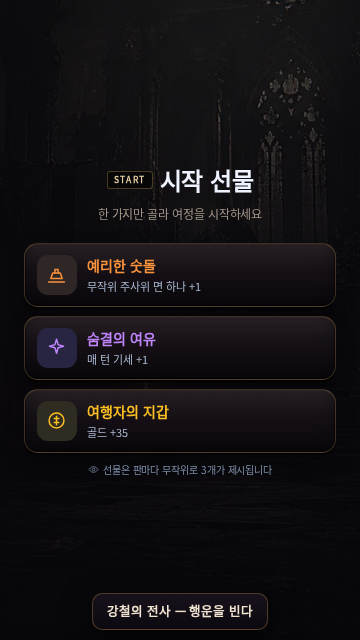 START 시작 선물
한 가지만 골라 여정을 시작하세요
예리한 숫돌
무작위 주사위 면 하나 +1
숨결의 여유
매 턴 기세 +1
여행자의 지갑
골드 +35
선물은 판마다 무작위로 3개가 제시됩니다
강철의 전사 — 행운을 빈다